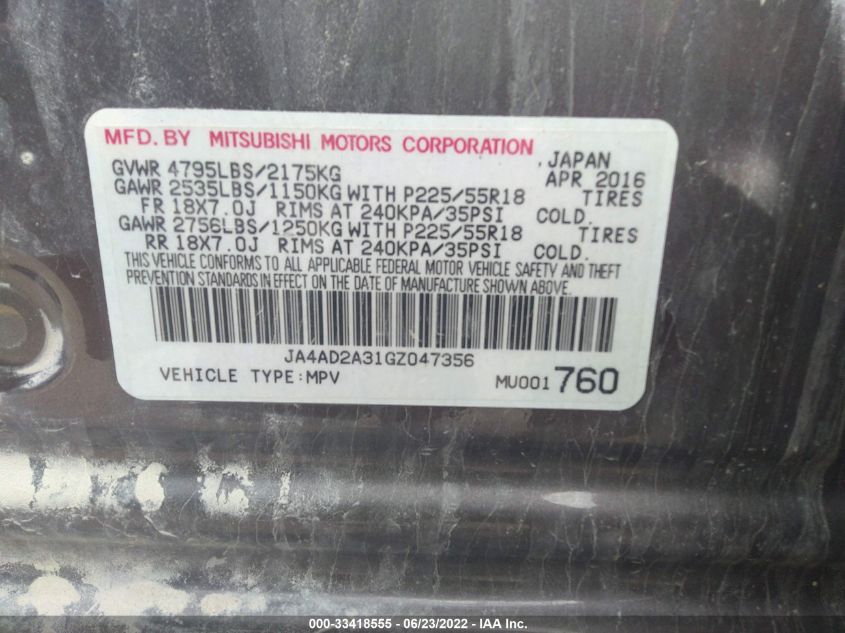 MFD. BY MITSUBISHI MOTORS CORPORATION , JAPAN
GVWR 4795LBS/2175KG APR 2016
GAWR 2535LBS/1150KG WITH P225/55R18 TIRES
FR 18X7.0J RIMS AT 240KPA/35PSI COLD.
GAWR 2756LBS/1250KG WITH P225/55R18 TIRES
RR 18X7.0J RIMS AT 240KPA/35PSI COLD.
THIS VEHICLE CONFORMS TO ALL APPLICABLE FEDERAL MOTOR VEHICLE SAFETY AND THEFT
PREVENTION STANDARDS IN EFFECT ON THE DATE OF MANUFACTURE SHOWN ABOVE.
JA4AD2A31GZ047356
VEHICLE TYPE:MPV MU001760
000-33418555 - 06/23/2022 - IAA Inc.